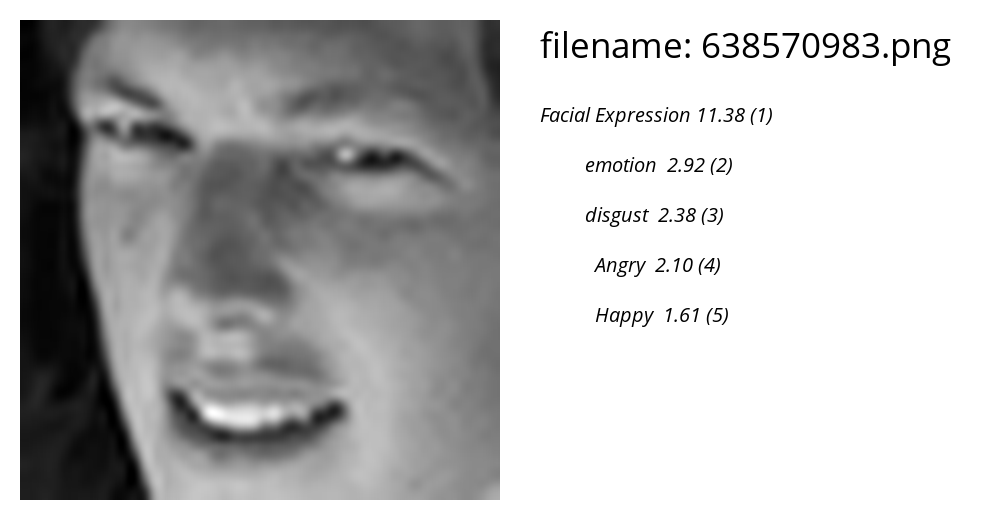 filename: 638570983.png
Facial Expression 11.38 (1)
emotion 2.92 (2)
disgust 2.38 (3)
Angry 2.10 (4)
Happy 1.61 (5)